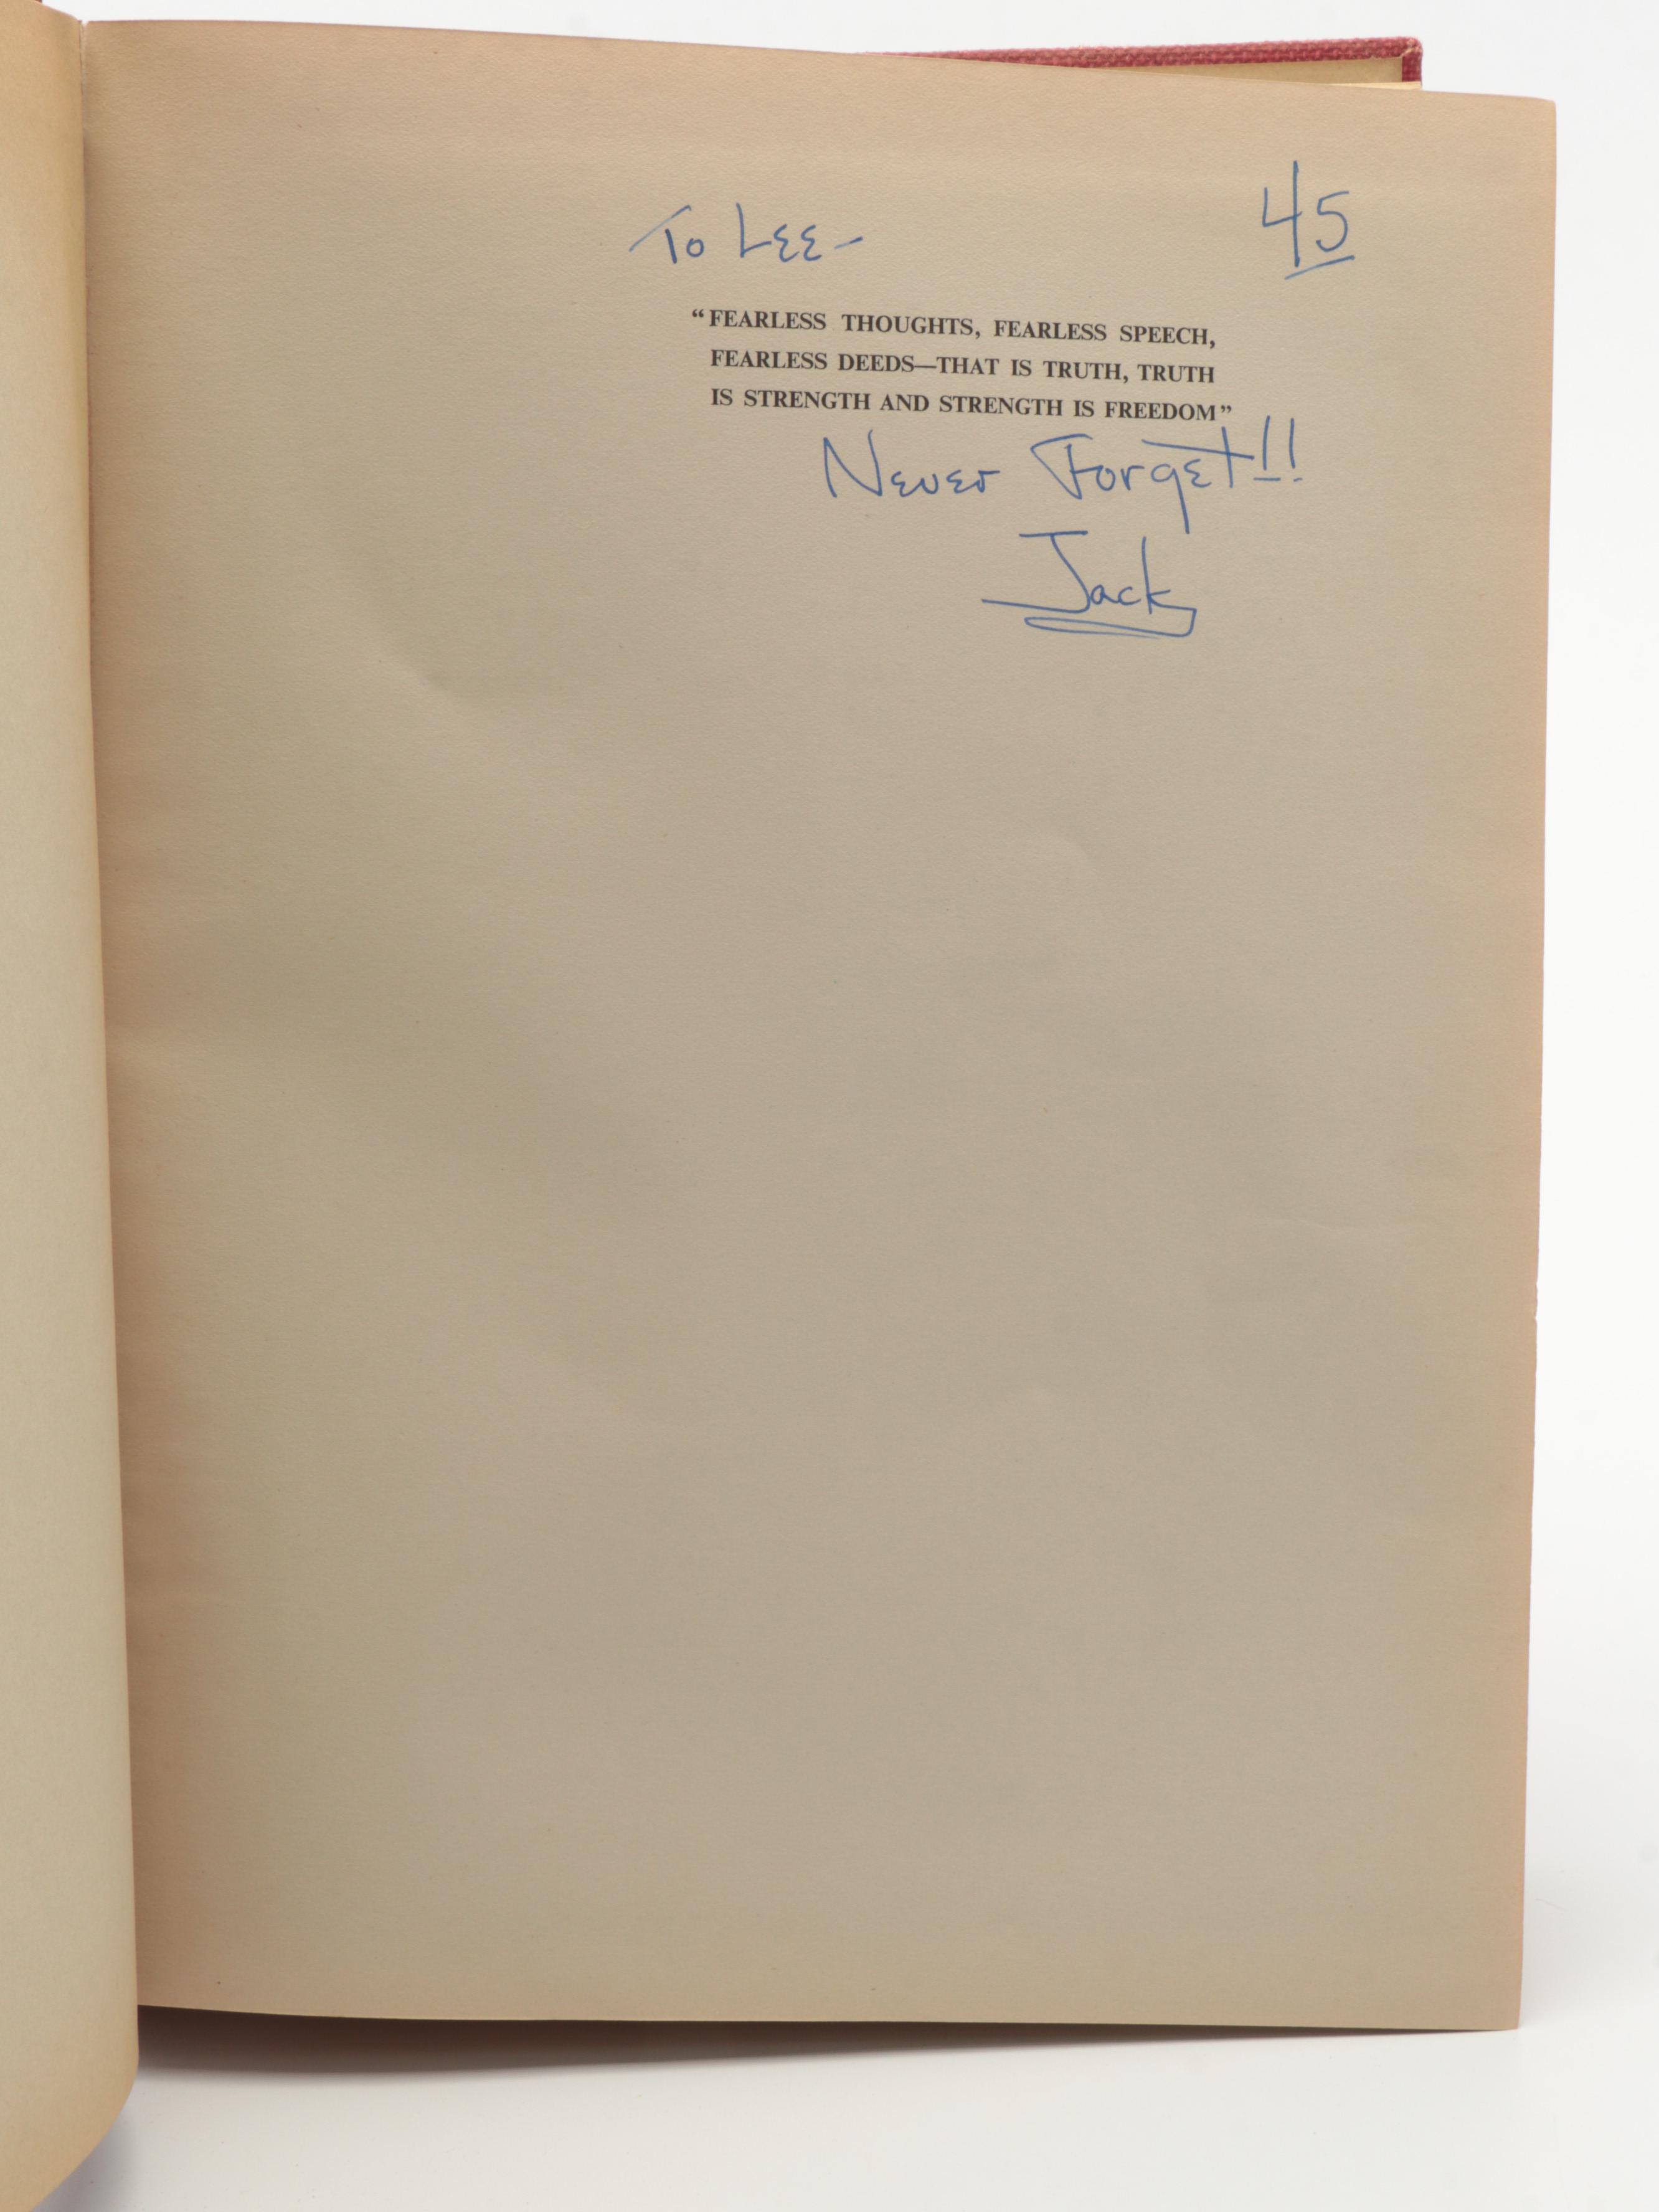 45
To LEE-
“FEARLESS THOUGHTS, FEARLESS SPEECH,
FEARLESS DEEDS—THAT IS TRUTH, TRUTH
IS STRENGTH AND STRENGTH IS FREEDOM”
Never Forget!!
Jack